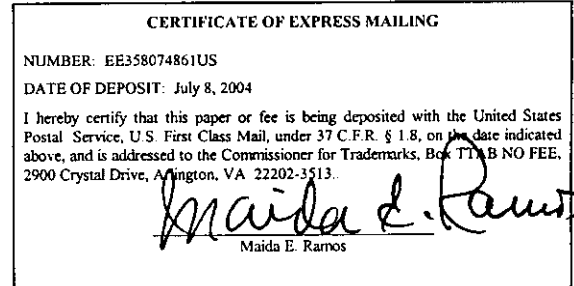 CERTIFICATE OF EXPRESS MAILING
NUMBER: EE358074861US
DATE OF DEPOSIT: July 8, 2004
I hereby certify that this paper or fee is being deposited with the United States
Postal Service, U.S. First Class Mail, under 37 C.F.R. § 1.8, on the date indicated
above, and is addressed to the Commissioner for Trademarks, Box TTAB NO FEE,
2900 Crystal Drive, Arlington, VA 22202-3513.
Maida E. Ramos
Maida E. Ramos